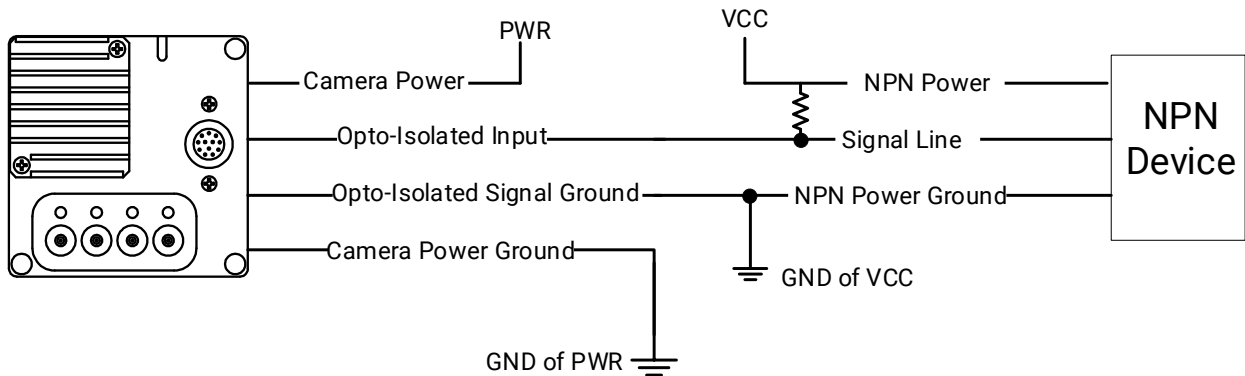 PWR
VCC
Camera Power
NPN Power
Opto-Isolated Input
Signal Line
NPN
Device
Opto-Isolated Signal Ground
NPN Power Ground
Camera Power Ground
GND of VCC
GND of PWR